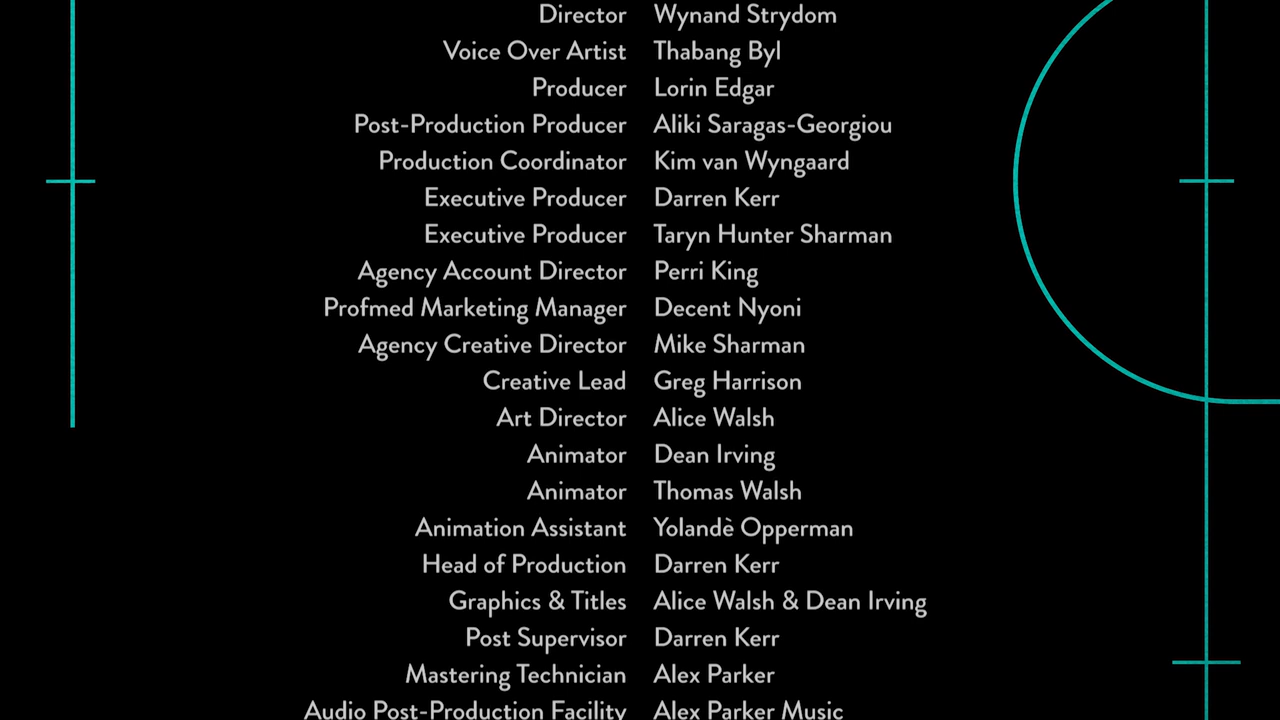 Director Wynand Strydom
Voice Over Artist Thabang Byl
Producer Lorin Edgar
Post-Production Producer Aliki Saragas-Georgiou
Production Coordinator Kim van Wyngaard
Executive Producer Darren Kerr
Executive Producer Taryn Hunter Sharman
Agency Account Director Perri King
Profmed Marketing Manager Decent Nyoni
Agency Creative Director Mike Sharman
Creative Lead Greg Harrison
Art Director Alice Walsh
Animator Dean Irving
Animator Thomas Walsh
Animation Assistant Yolandè Opperman
Head of Production Darren Kerr
Graphics & Titles Alice Walsh & Dean Irving
Post Supervisor Darren Kerr
Mastering Technician Alex Parker
Audio Post-Production Facility Alex Parker Music